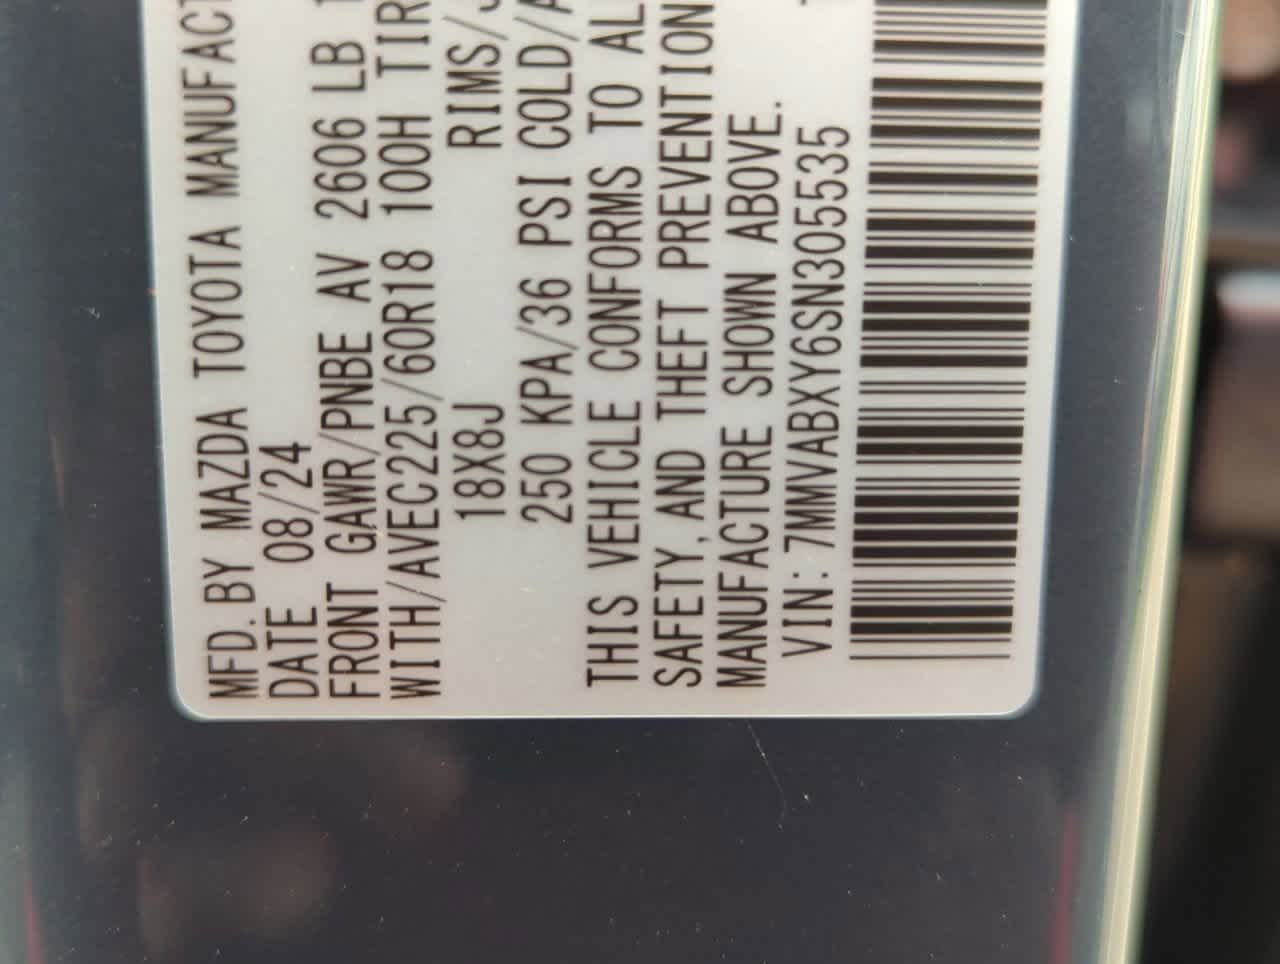 MFD. BY MAZDA TOYOTA MANUFACT
DATE 08/24
FRONT GAWR/PNBE AV 2606 LB
WITH/AVEC225/60R18 100H TIR
18X8J RIMS/J
250 KPA/36 PSI COLD/A
THIS VEHICLE CONFORMS TO AL
SAFETY, AND THEFT PREVENTION
MANUFACTURE SHOWN ABOVE.
VIN: 7MMVABXY6SN305535